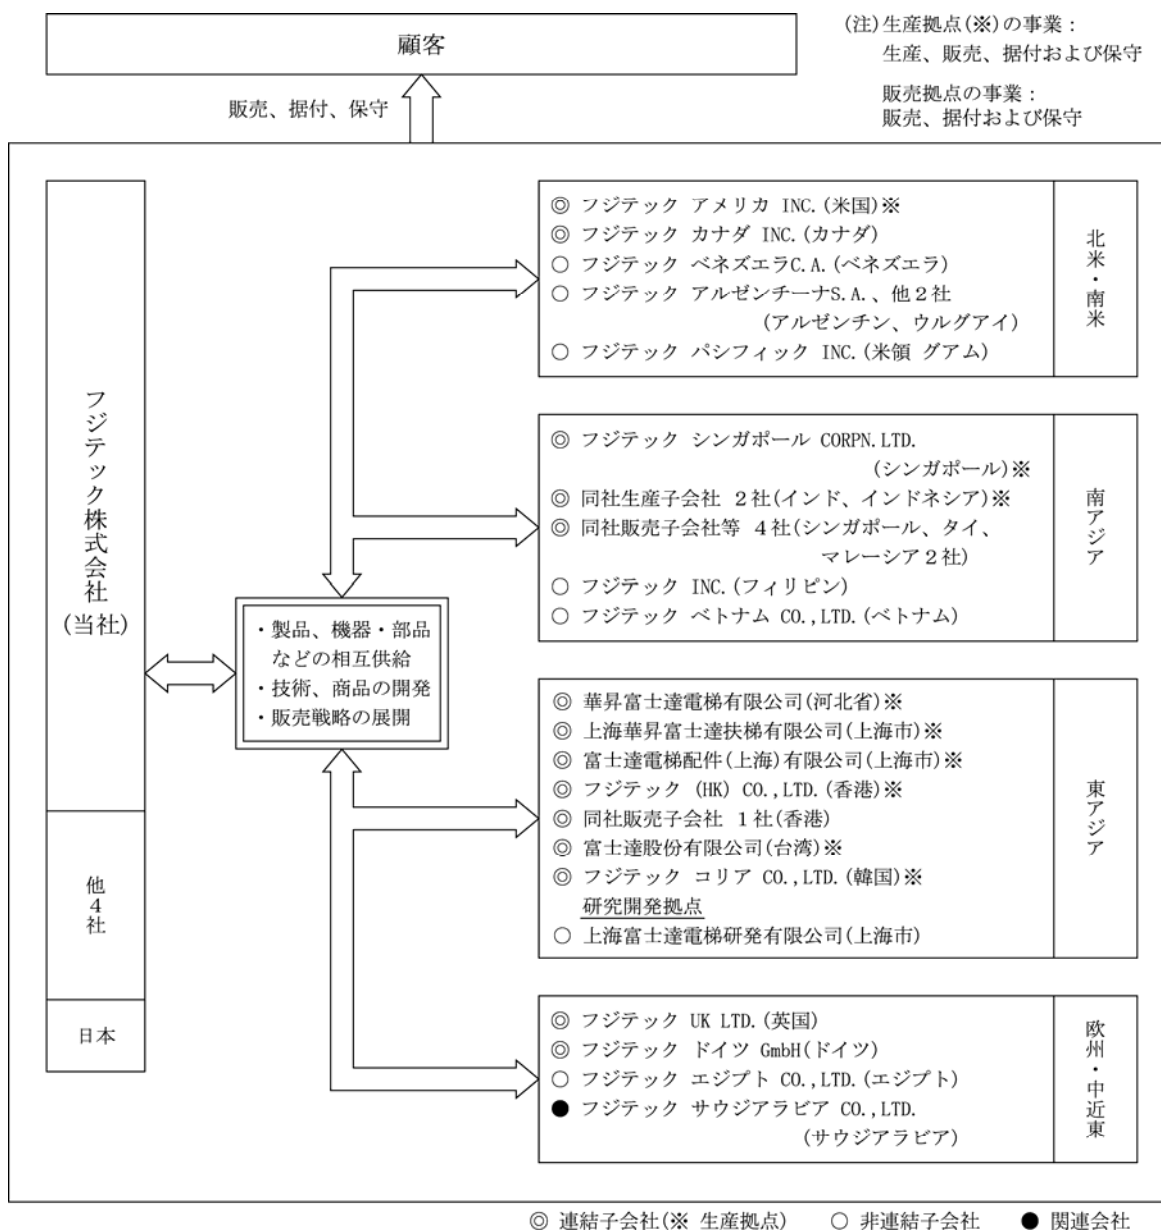 顧客
(注)生産拠点(※)の事業：
生産、販売、据付および保守
販売拠点の事業：
販売、据付および保守
販売、据付、保守
フジテック株式会社
(当社)
他4社
日本
・製品、機器・部品
などの相互供給
・技術、商品の開発
・販売戦略の展開
◎ フジテック アメリカ INC.(米国)※
◎ フジテック カナダ INC.(カナダ)
○ フジテック ベネズエラC.A.(ベネズエラ)
○ フジテック アルゼンチーナS.A.、他２社
(アルゼンチン、ウルグアイ)
○ フジテック パシフィック INC.(米領 グアム)
北米・南米
◎ フジテック シンガポール CORPN.LTD.
(シンガポール)※
◎ 同社生産子会社 ２社(インド、インドネシア)※
◎ 同社販売子会社等 ４社(シンガポール、タイ、
マレーシア２社)
○ フジテック INC.(フィリピン)
○ フジテック ベトナム CO.,LTD.(ベトナム)
南アジア
◎ 華昇富士達電梯有限公司(河北省)※
◎ 上海華昇富士達扶梯有限公司(上海市)※
◎ 富士達電梯配件(上海)有限公司(上海市)※
◎ フジテック (HK) CO.,LTD.(香港)※
◎ 同社販売子会社 １社(香港)
◎ 富士達股份有限公司(台湾)※
◎ フジテック コリア CO.,LTD.(韓国)※
研究開発拠点
○ 上海富士達電梯研発有限公司(上海市)
東アジア
◎ フジテック UK LTD.(英国)
◎ フジテック ドイツ GmbH(ドイツ)
○ フジテック エジプト CO.,LTD.(エジプト)
● フジテック サウジアラビア CO.,LTD.
(サウジアラビア)
欧州・中近東
◎ 連結子会社(※ 生産拠点) ○ 非連結子会社 ● 関連会社